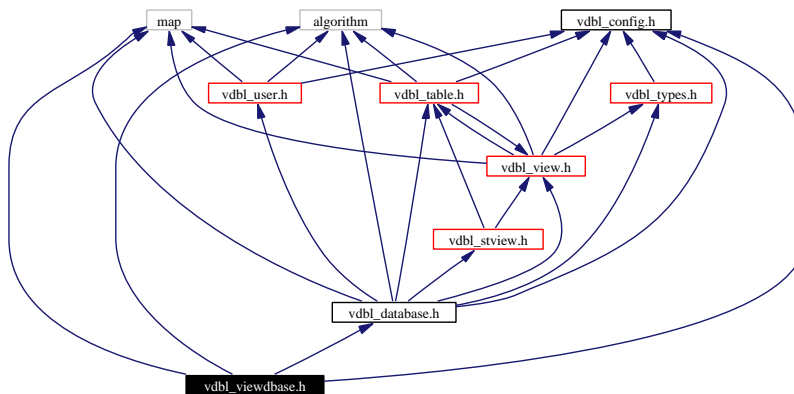 map
algorithm
vdbl_config.h
vdbl_user.h
vdbl_table.h
vdbl_types.h
vdbl_view.h
vdbl_stview.h
vdbl_database.h
vdbl_viewdbase.h